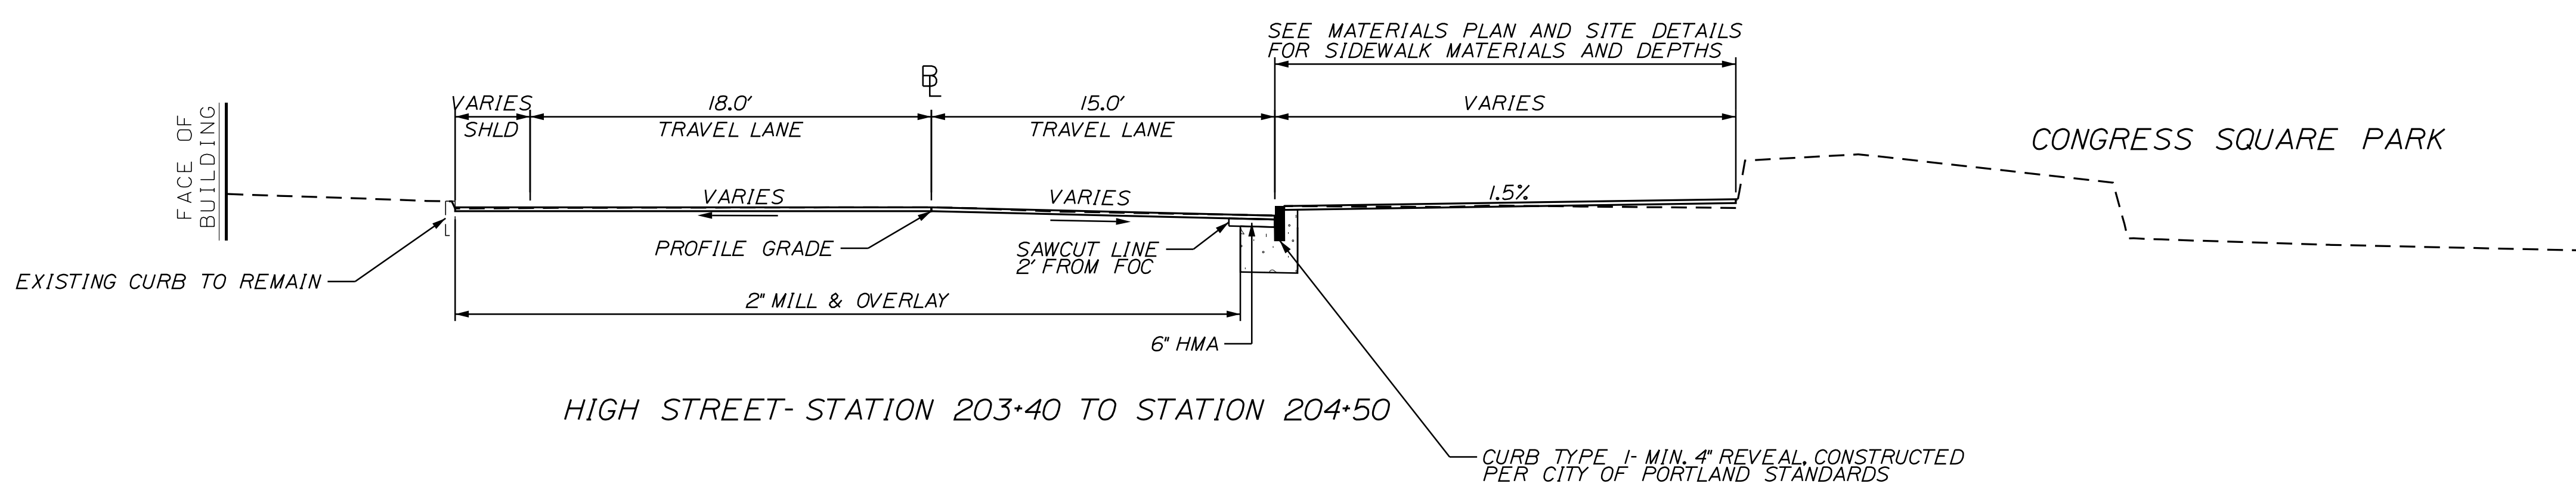 SEE MATERIALS PLAN AND SITE DETAILS
FOR SIDEWALK MATERIALS AND DEPTHS
BL
VARIES
18.0'
15.0'
VARIES
SHLD
TRAVEL LANE
TRAVEL LANE
FACE OF
BUILDING
CONGRESS SQUARE PARK
VARIES
VARIES
1.5%
PROFILE GRADE
SAWCUT LINE
2' FROM FOC
EXISTING CURB TO REMAIN
2" MILL & OVERLAY
6" HMA
HIGH STREET- STATION 203+40 TO STATION 204+50
CURB TYPE 1- MIN. 4" REVEAL, CONSTRUCTED
PER CITY OF PORTLAND STANDARDS